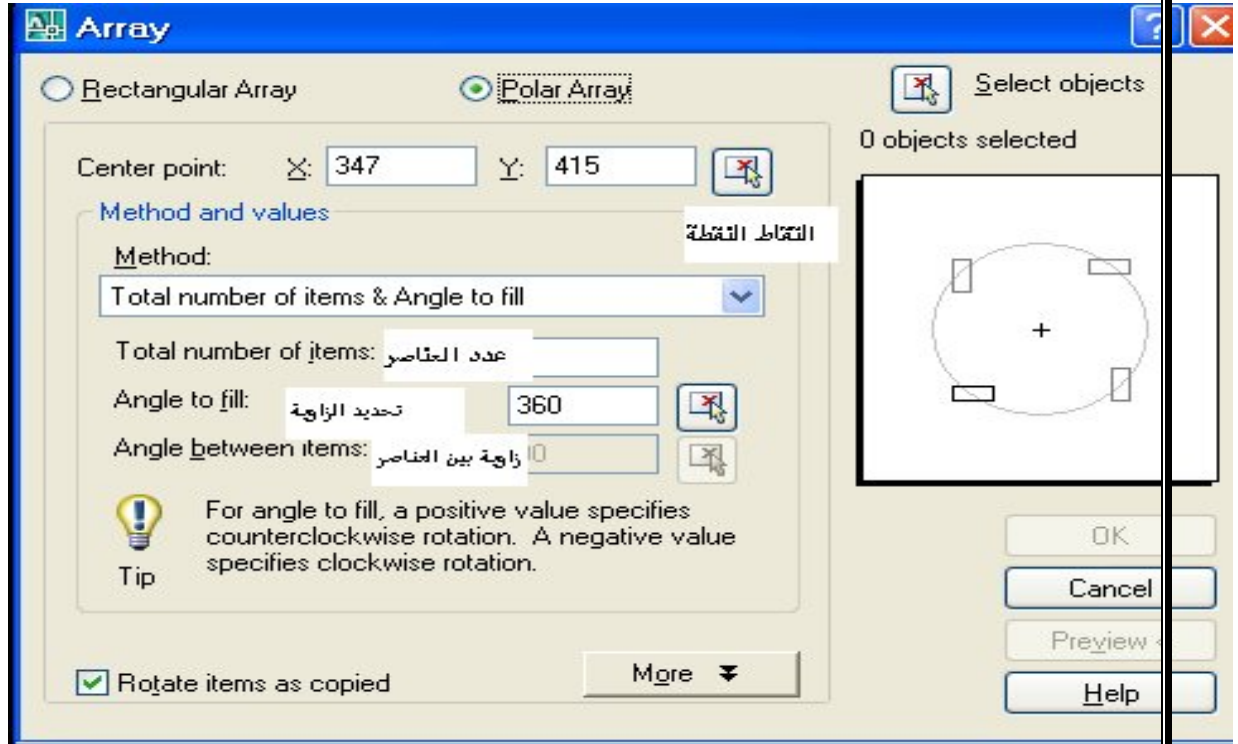 Array
Rectangular Array Polar Array Select objects
0 objects selected
Center point: X: 347 Y: 415
التقاط النقطة
Method and values
Method:
Total number of items & Angle to fill
Total number of items: عدد العناصر
Angle to fill: تحديد الزاوية 360
Angle between items: زاوية بين العناصر
For angle to fill, a positive value specifies
counterclockwise rotation. A negative value
specifies clockwise rotation.
Tip
OK
Cancel
Preview <
Help
Rotate items as copied
More